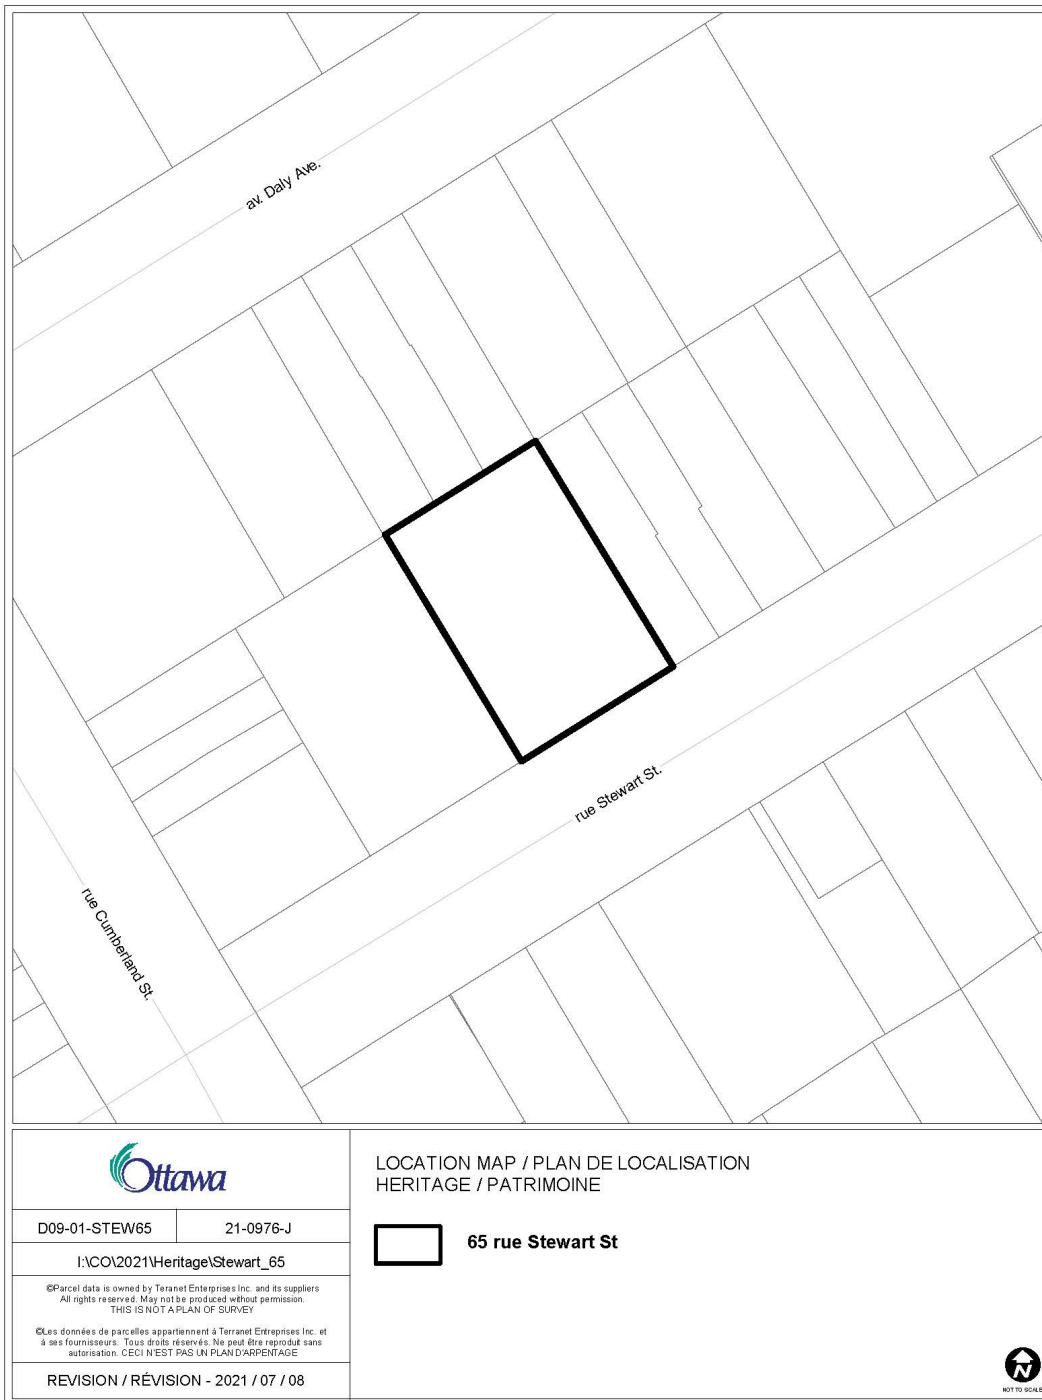 av. Daly Ave.
rue Stewart St.
rue Cumberland St.
Ottawa
D09-01-STEW65
21-0976-J
I:\CO\2021\Heritage\Stewart_65
©Parcel data is owned by Teranet Enterprises Inc. and its suppliers
All rights reserved. May not be produced without permission.
THIS IS NOT A PLAN OF SURVEY
©Les données de parcelles appartiennent à Terranet Entreprises Inc. et
à ses fournisseurs. Tous droits réservés. Ne peut être reproduit sans
autorisation. CECI N'EST PAS UN PLAN D'ARPENTAGE
REVISION / RÉVISION - 2021 / 07 / 08
LOCATION MAP / PLAN DE LOCALISATION
HERITAGE / PATRIMOINE
65 rue Stewart St
N
NOT TO SCALE